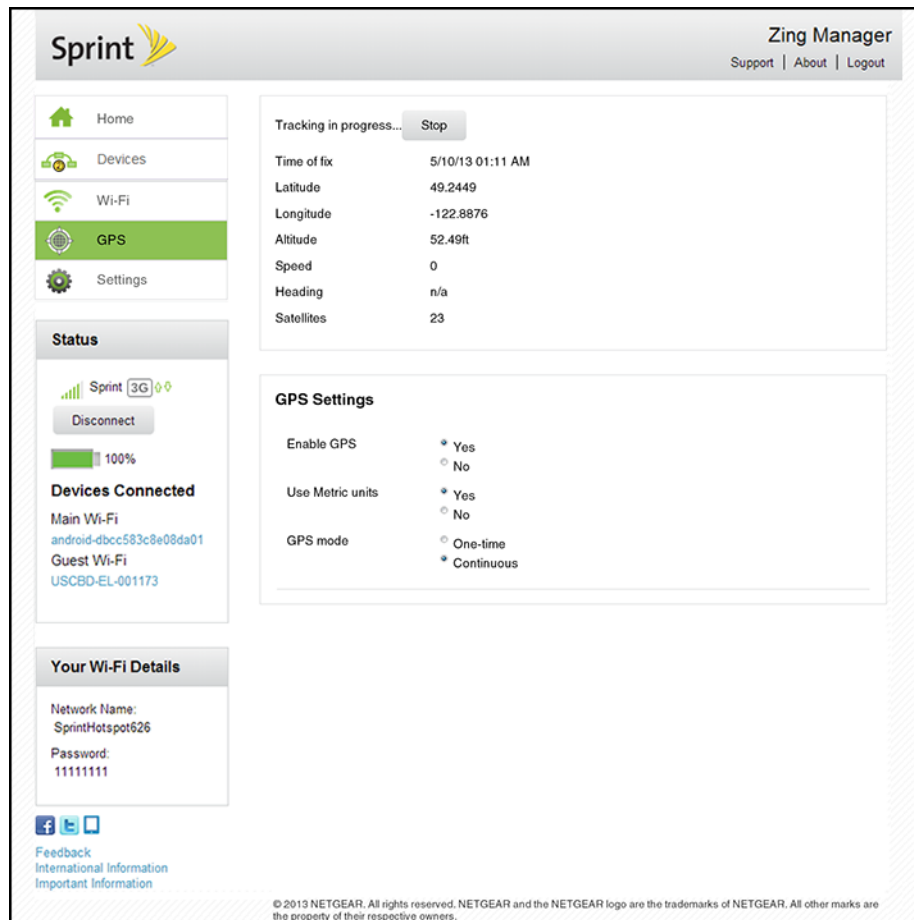 Sprint
Zing Manager
Support | About | Logout
Home
Devices
Wi-Fi
GPS
Settings
Tracking in progress... Stop
Time of fix 5/10/13 01:11 AM
Latitude 49.2449
Longitude -122.8876
Altitude 52.49ft
Speed 0
Heading n/a
Satellites 23
Status
Sprint 3G
Disconnect
100%
Devices Connected
Main Wi-Fi
android-dbcc583c8e08da01
Guest Wi-Fi
USCBD-EL-001173
GPS Settings
Enable GPS Yes
No
Use Metric units Yes
No
GPS mode One-time
Continuous
Your Wi-Fi Details
Network Name:
SprintHotspot626
Password:
11111111
Feedback
International Information
Important Information
© 2013 NETGEAR. All rights reserved. NETGEAR and the NETGEAR logo are the trademarks of NETGEAR. All other marks are
the property of their respective owners.